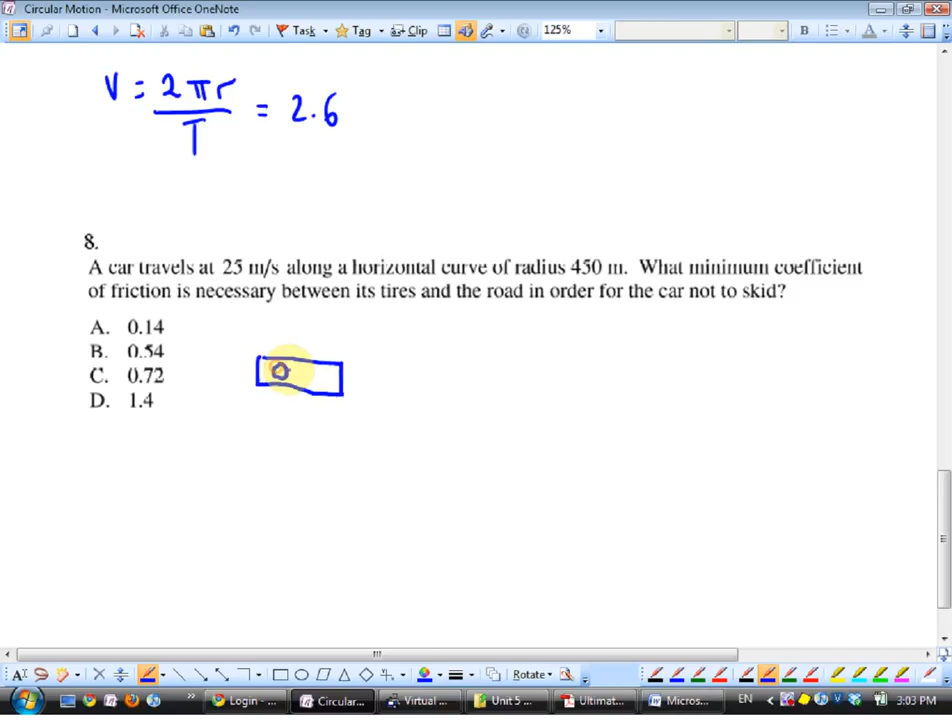 Circular Motion - Microsoft Office OneNote
Task Tag Clip 125% B A
V = 2πr / T = 2.6
8.
A car travels at 25 m/s along a horizontal curve of radius 450 m. What minimum coefficient
of friction is necessary between its tires and the road in order for the car not to skid?
A. 0.14
B. 0.54
C. 0.72
D. 1.4
Rotate
Login - ... Circular... Virtual ... Unit 5 ... Ultimat... Micros... EN 3:03 PM